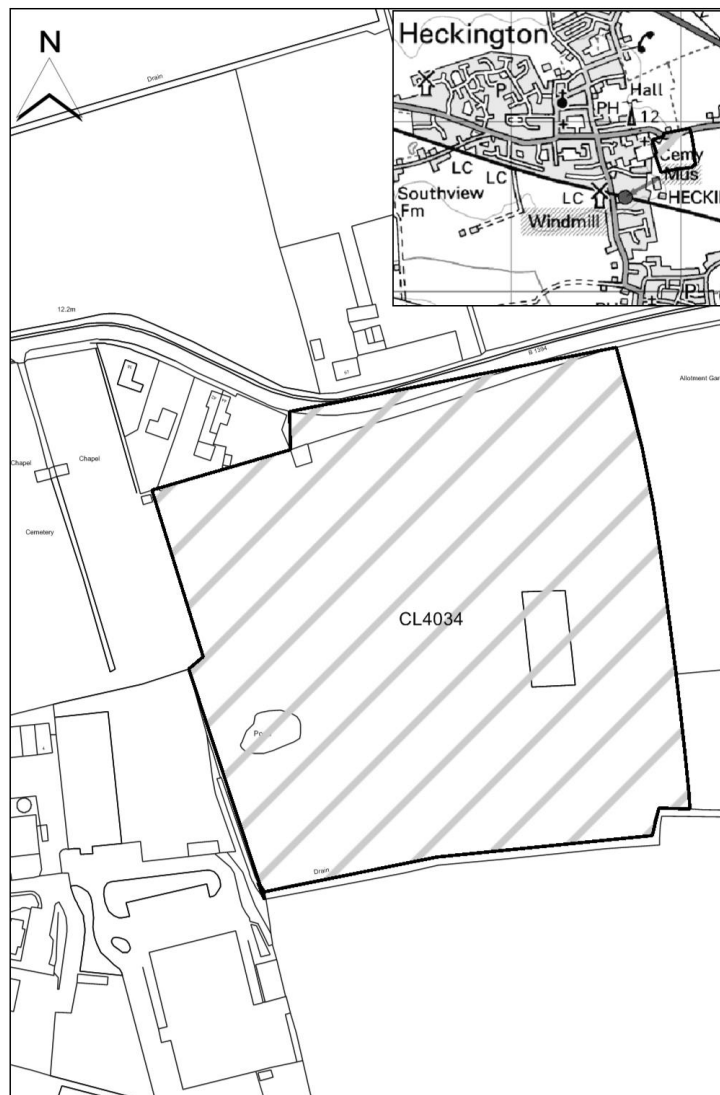 N
Drain
Heckington
P
Hall
12
PH
Cemy
Mus
LC
LC
Southview
Fm
LC
HECKI
Windmill
12.2m
B 1394
Allotment Gar
Chapel
Chapel
Cemetery
CL4034
Drain